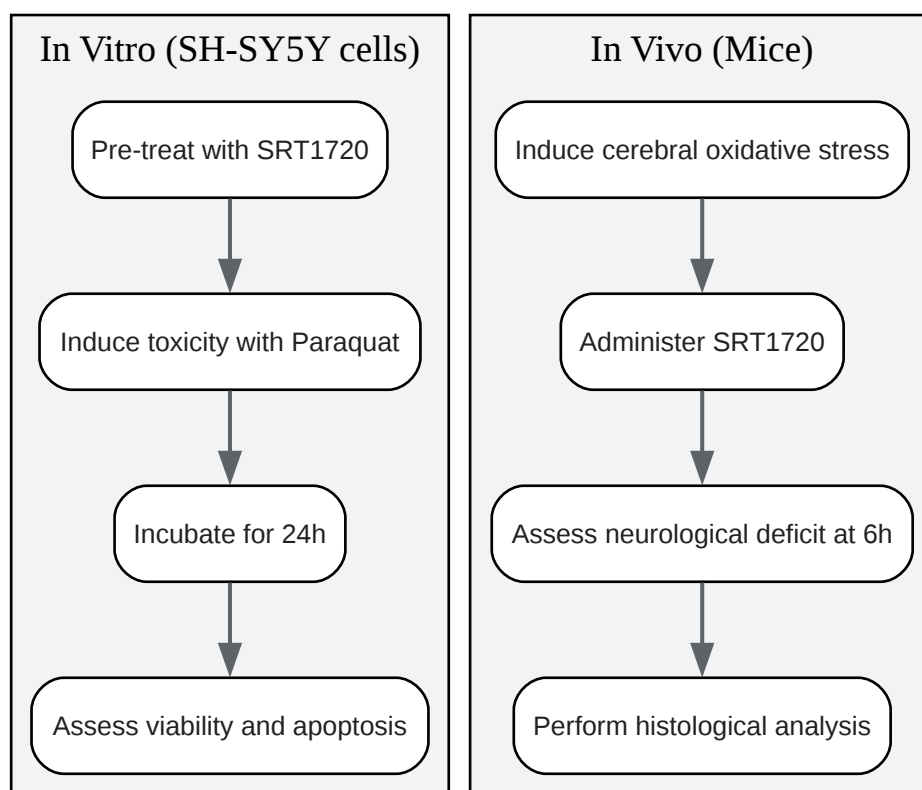 In Vitro (SH-SY5Y cells)
Pre-treat with SRT1720
Induce toxicity with Paraquat
Incubate for 24h
Assess viability and apoptosis
In Vivo (Mice)
Induce cerebral oxidative stress
Administer SRT1720
Assess neurological deficit at 6h
Perform histological analysis